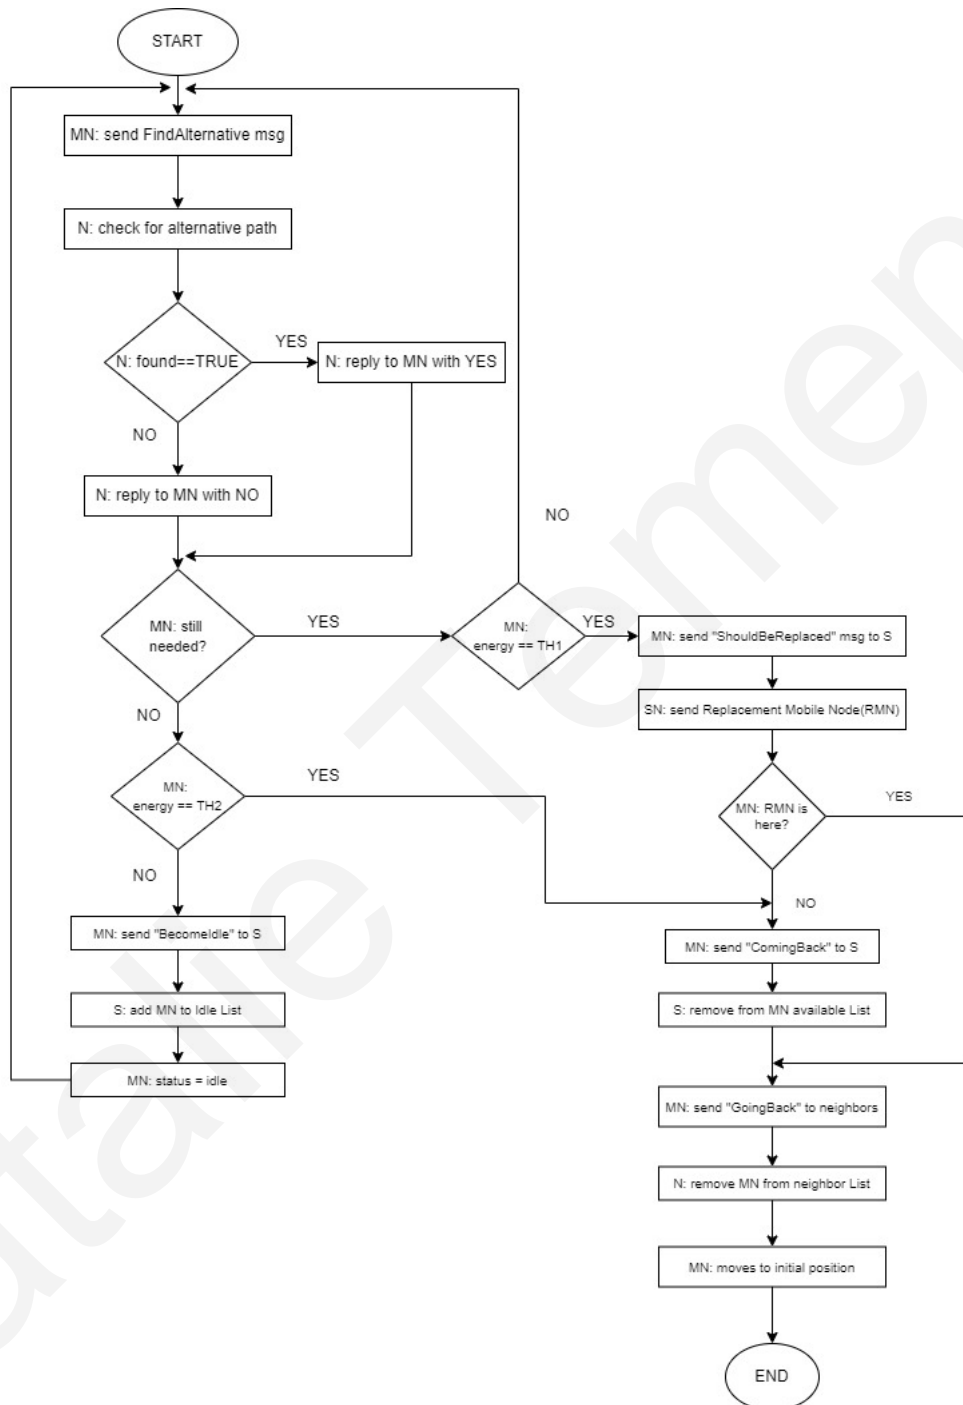 START
MN: send FindAlternative msg
N: check for alternative path
N: found==TRUE
YES
N: reply to MN with YES
NO
N: reply to MN with NO
NO
MN: still
needed?
YES
MN:
energy == TH1
YES
MN: send "ShouldBeReplaced" msg to S
SN: send Replacement Mobile Node(RMN)
NO
MN:
energy == TH2
YES
MN: RMN is
here?
YES
NO
NO
MN: send "BecomeIdle" to S
MN: send "ComingBack" to S
S: add MN to Idle List
S: remove from MN available List
MN: status = idle
MN: send "GoingBack" to neighbors
N: remove MN from neighbor List
MN: moves to initial position
END